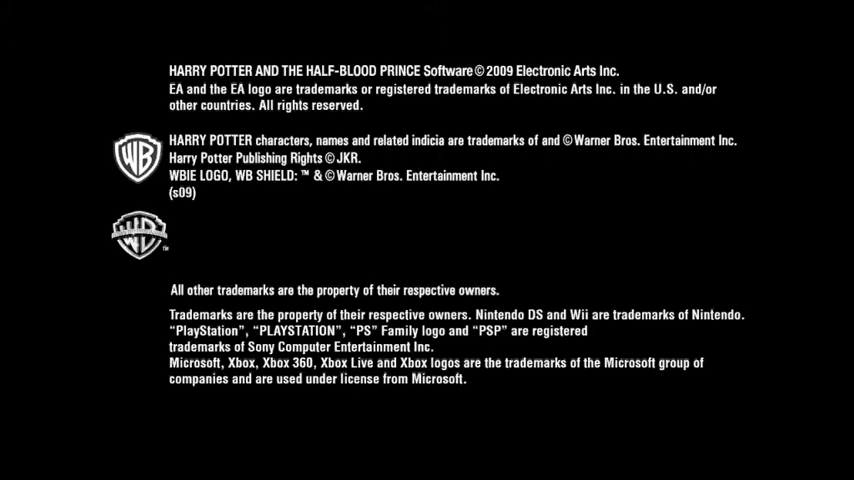 HARRY POTTER AND THE HALF-BLOOD PRINCE Software © 2009 Electronic Arts Inc.
EA and the EA logo are trademarks or registered trademarks of Electronic Arts Inc. in the U.S. and/or
other countries. All rights reserved.
HARRY POTTER characters, names and related indicia are trademarks of and © Warner Bros. Entertainment Inc.
WB
Harry Potter Publishing Rights © JKR.
WBIE LOGO, WB SHIELD: ™ & © Warner Bros. Entertainment Inc.
(s09)
WB
™
All other trademarks are the property of their respective owners.
Trademarks are the property of their respective owners. Nintendo DS and Wii are trademarks of Nintendo.
“PlayStation”, “PLAYSTATION”, “PS” Family logo and “PSP” are registered
trademarks of Sony Computer Entertainment Inc.
Microsoft, Xbox, Xbox 360, Xbox Live and Xbox logos are the trademarks of the Microsoft group of
companies and are used under license from Microsoft.